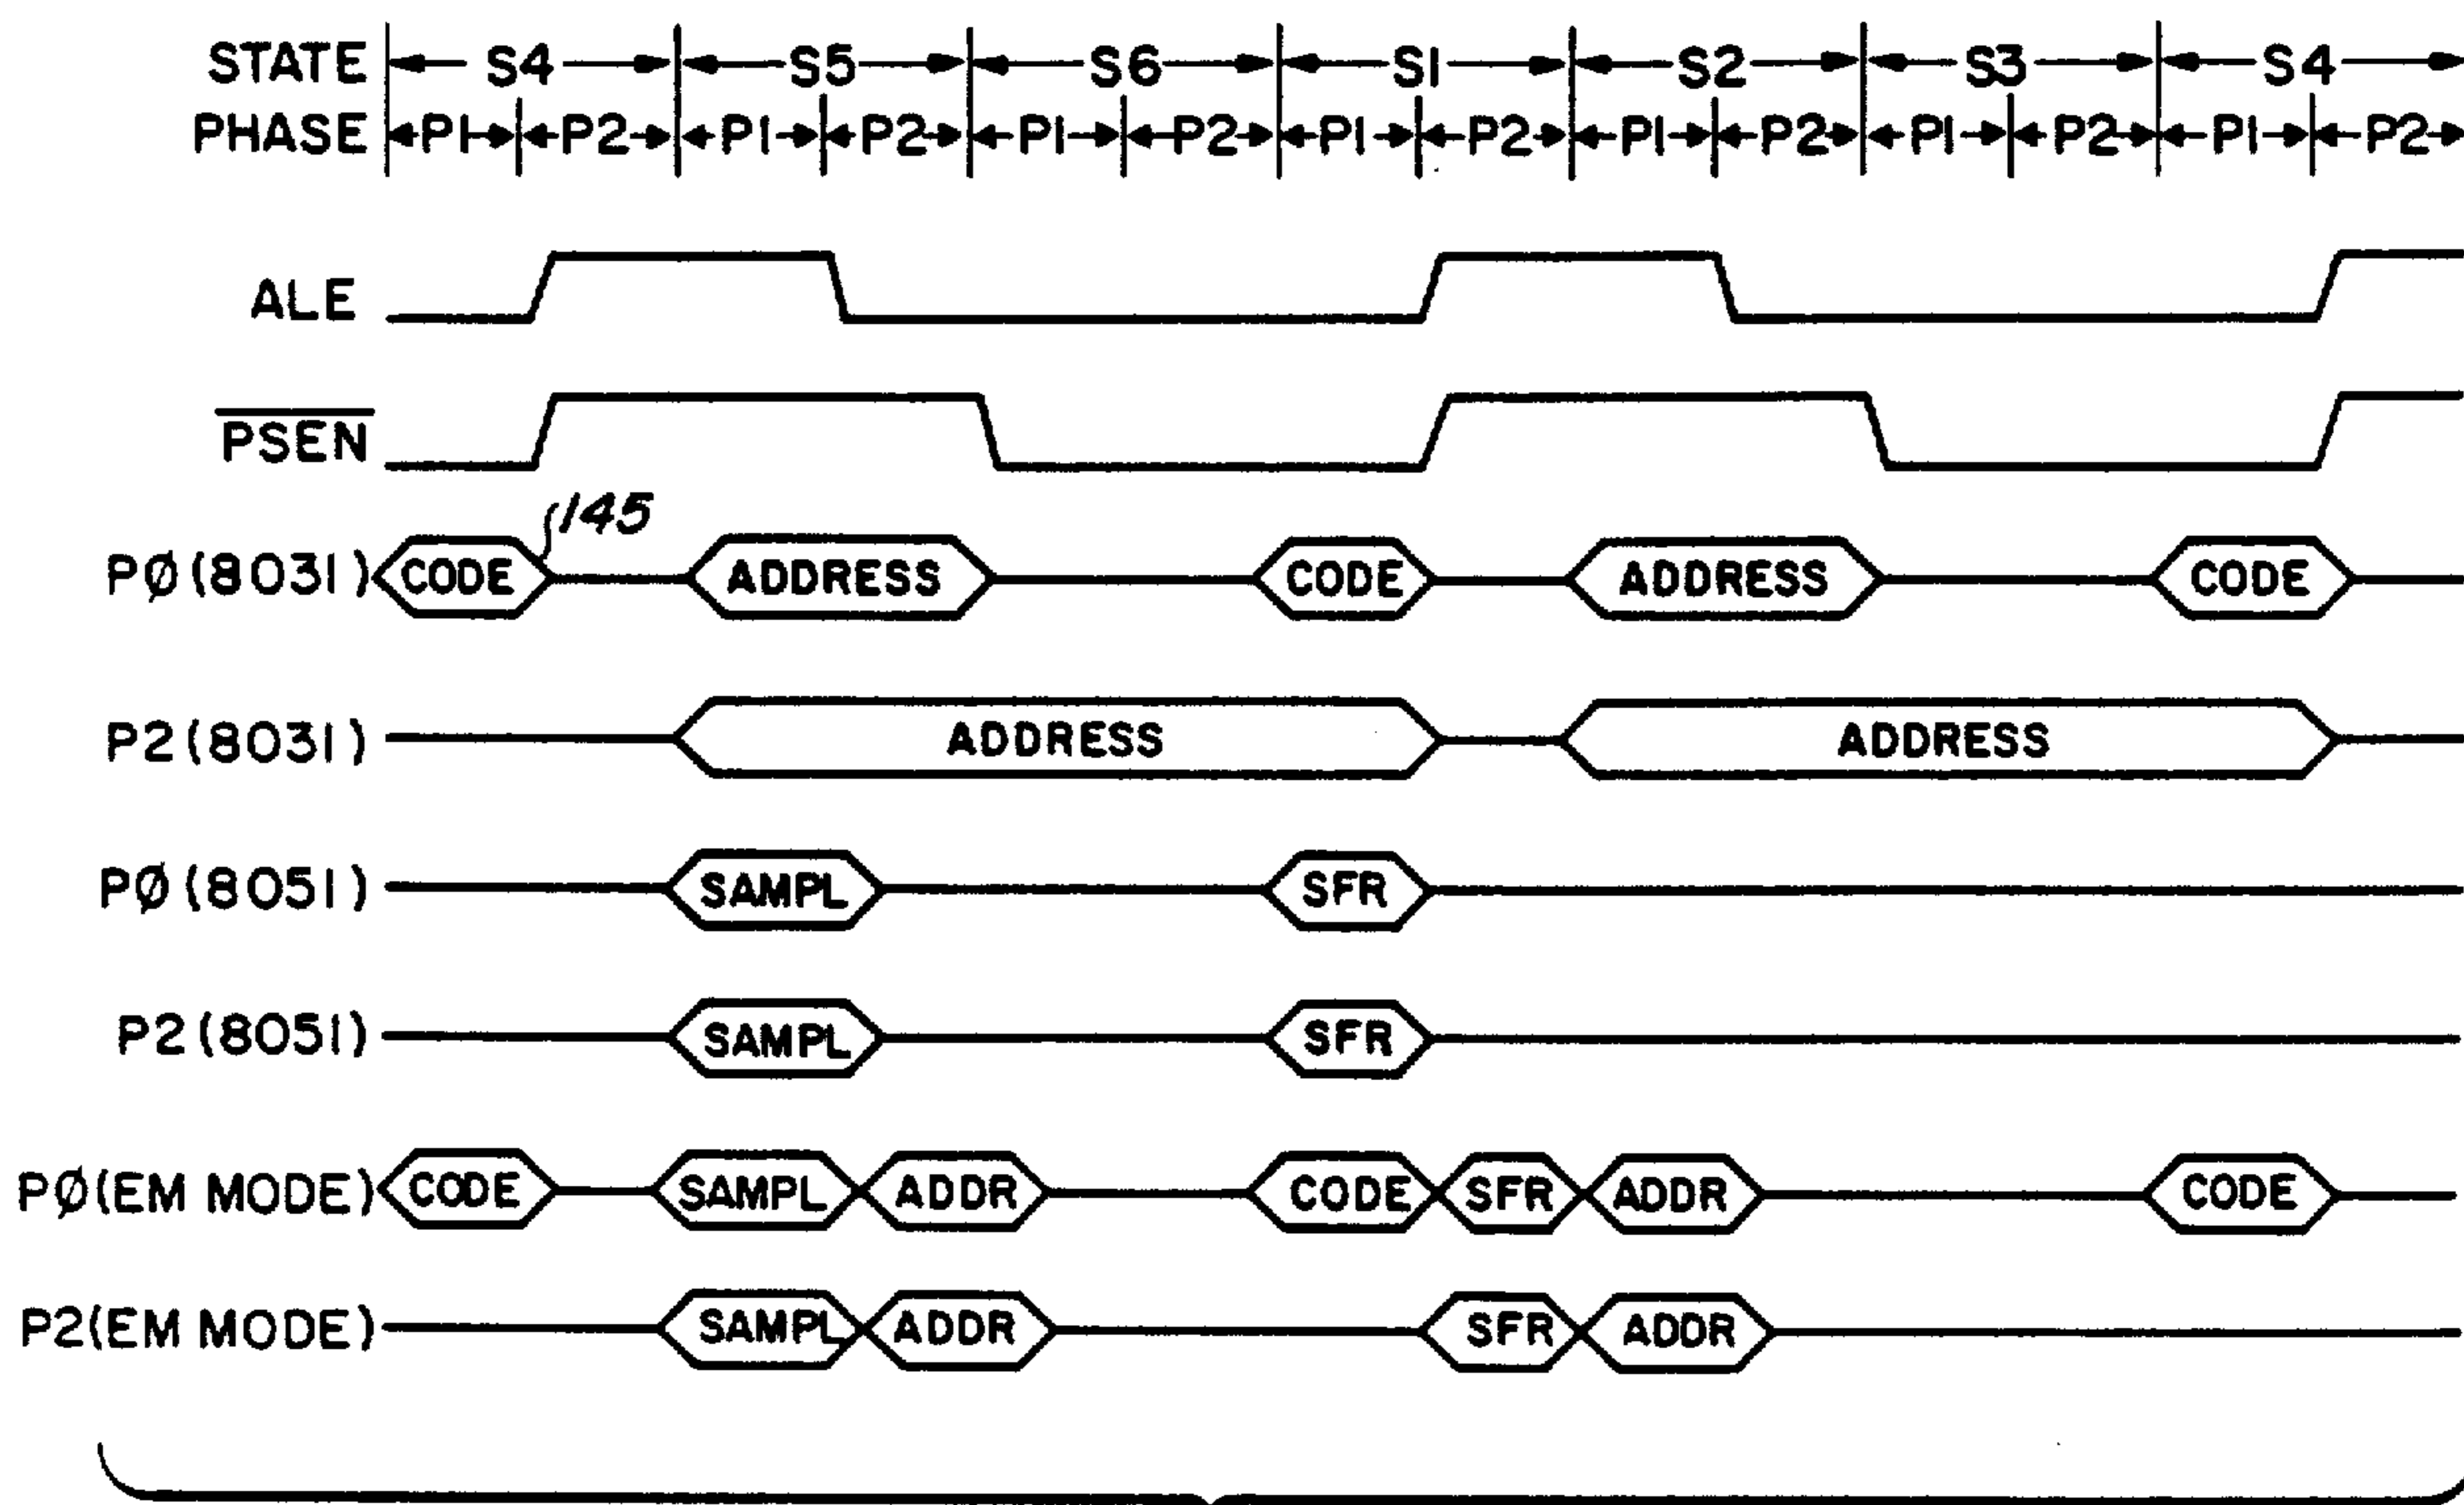 STATE S4 S5 S6 S1 S2 S3 S4
PHASE P1 P2 P1 P2 P1 P2 P1 P2 P1 P2 P1 P2 P1 P2
ALE
PSEN
145
PØ(8031) CODE ADDRESS CODE ADDRESS CODE
P2(8031) ADDRESS ADDRESS
PØ(8051) SAMPL SFR
P2(8051) SAMPL SFR
PØ(EM MODE) CODE SAMPL ADDR CODE SFR ADDR CODE
P2(EM MODE) SAMPL ADDR SFR ADDR